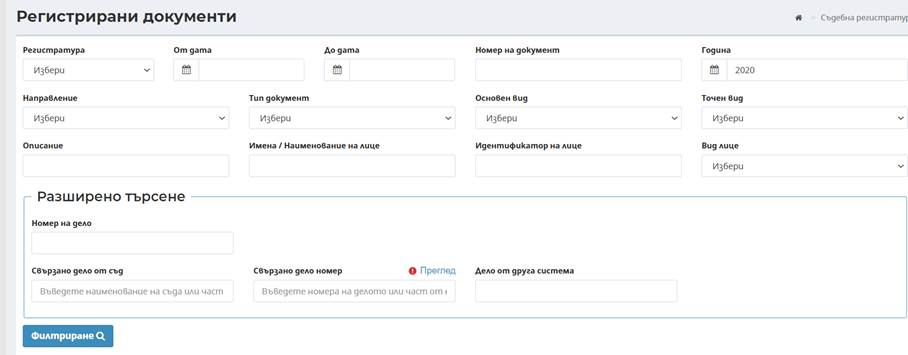 Регистрирани документи
Съдебна регистратур
Регистратура От дата До дата Номер на документ Година
Избери 2020
Направление Тип документ Основен вид Точен вид
Избери Избери Избери Избери
Описание Имена / Наименование на лице Идентификатор на лице Вид лице
Избери
Разширено търсене
Номер на дело
Свързано дело от съд Свързано дело номер Преглед Дело от друга система
Въведете наименование на съда или част Въведете номера на делото или част от н
Филтриране